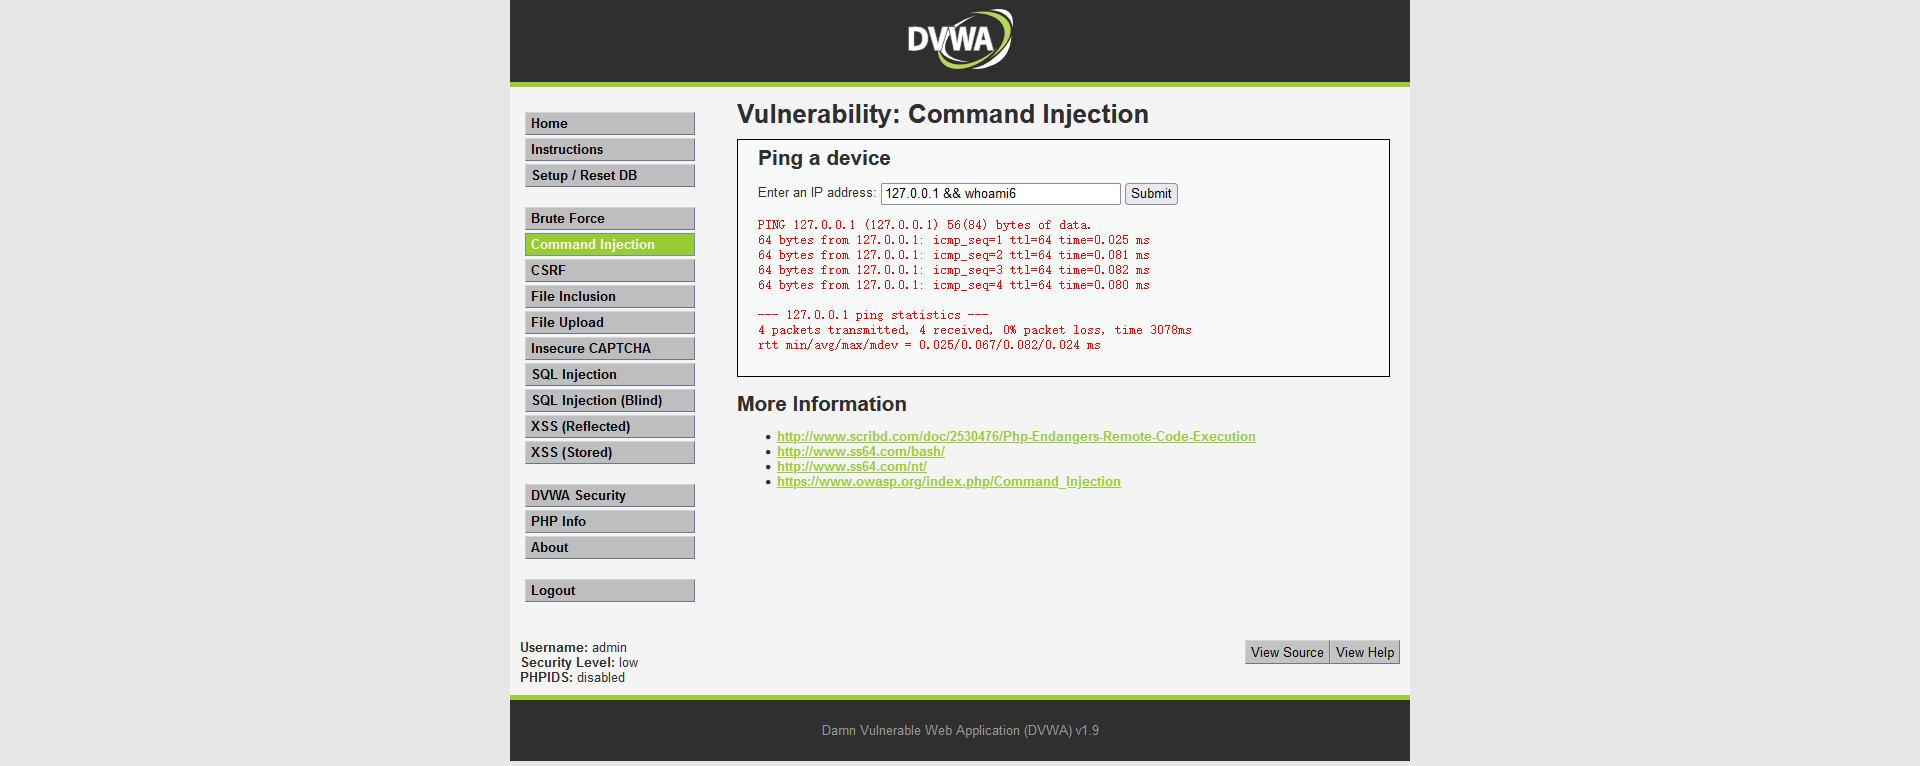 DVWA
Vulnerability: Command Injection
Home
Instructions
Setup / Reset DB
Brute Force
Command Injection
CSRF
File Inclusion
File Upload
Insecure CAPTCHA
SQL Injection
SQL Injection (Blind)
XSS (Reflected)
XSS (Stored)
DVWA Security
PHP Info
About
Logout
Ping a device
Enter an IP address: 127.0.0.1 && whoami6 Submit
PING 127.0.0.1 (127.0.0.1) 56(84) bytes of data.
64 bytes from 127.0.0.1: icmp_seq=1 ttl=64 time=0.025 ms
64 bytes from 127.0.0.1: icmp_seq=2 ttl=64 time=0.081 ms
64 bytes from 127.0.0.1: icmp_seq=3 ttl=64 time=0.082 ms
64 bytes from 127.0.0.1: icmp_seq=4 ttl=64 time=0.080 ms
--- 127.0.0.1 ping statistics ---
4 packets transmitted, 4 received, 0% packet loss, time 3078ms
rtt min/avg/max/mdev = 0.025/0.067/0.082/0.024 ms
More Information
http://www.scribd.com/doc/2530476/Php-Endangers-Remote-Code-Execution
http://www.ss64.com/bash/
http://www.ss64.com/nt/
https://www.owasp.org/index.php/Command_Injection
Username: admin
Security Level: low
PHPIDS: disabled
View Source View Help
Damn Vulnerable Web Application (DVWA) v1.9